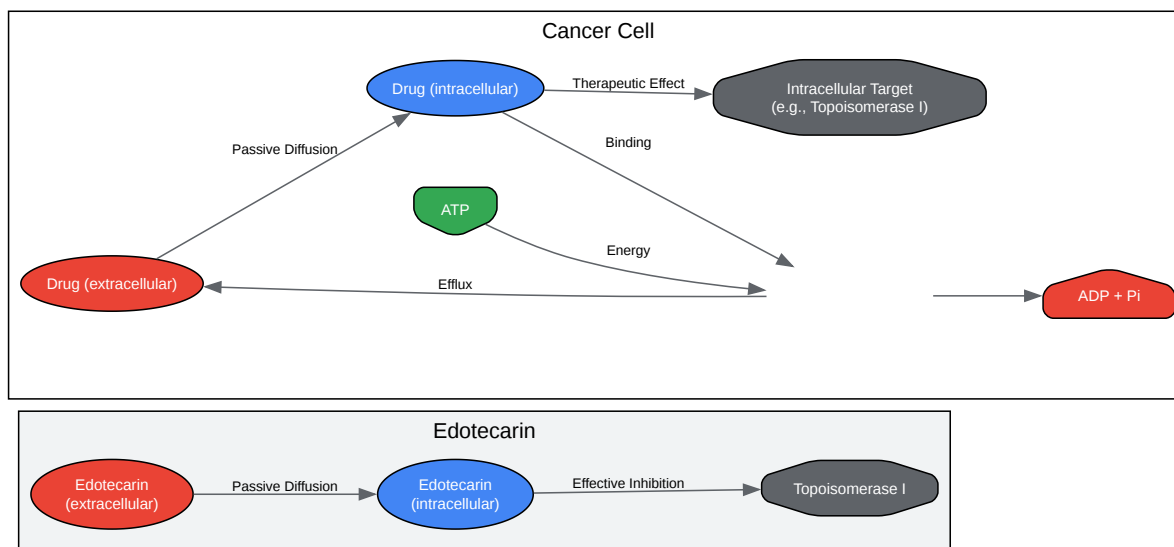 Cancer Cell
Drug (intracellular)
Therapeutic Effect
Intracellular Target
(e.g., Topoisomerase I)
Passive Diffusion
Binding
ATP
Energy
Drug (extracellular)
Efflux
ADP + Pi
Edotecarin
Edotecarin
(extracellular)
Passive Diffusion
Edotecarin
(intracellular)
Effective Inhibition
Topoisomerase I